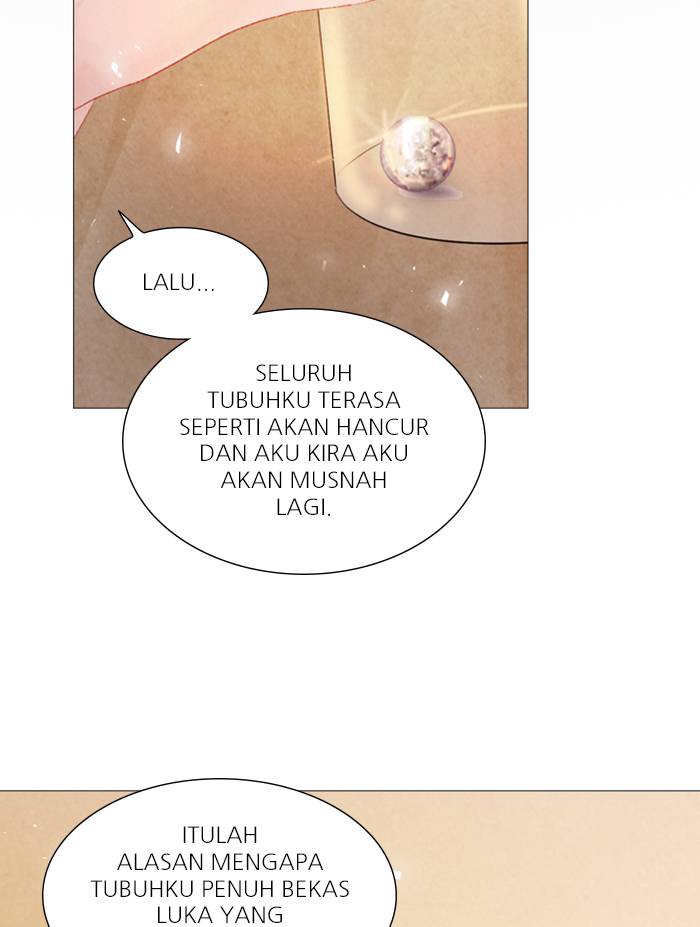 LALU...
SELURUH
TUBUHKU TERASA
SEPERTI AKAN HANCUR
DAN AKU KIRA AKU
AKAN MUSNAH
LAGI.
ITULAH
ALASAN MENGAPA
TUBUHKU PENUH BEKAS
LUKA YANG